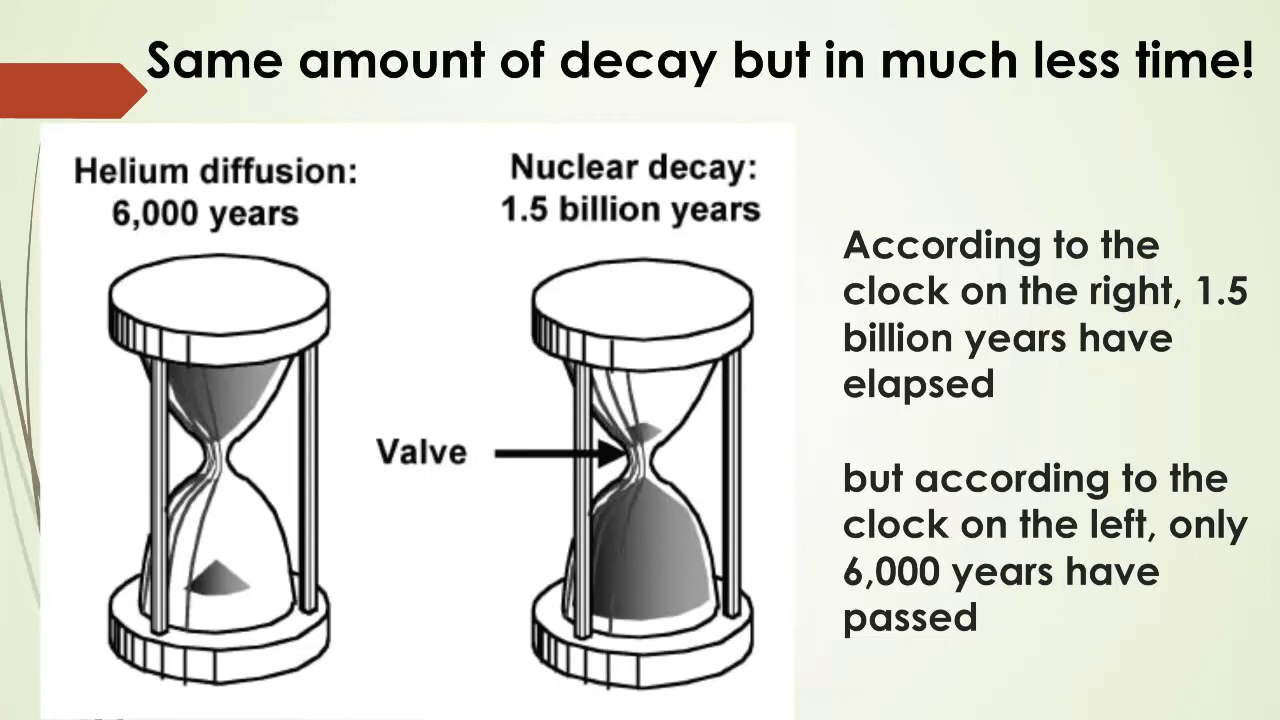 Same amount of decay but in much less time!
Helium diffusion:
6,000 years
Nuclear decay:
1.5 billion years
Valve
According to the
clock on the right, 1.5
billion years have
elapsed
but according to the
clock on the left, only
6,000 years have
passed